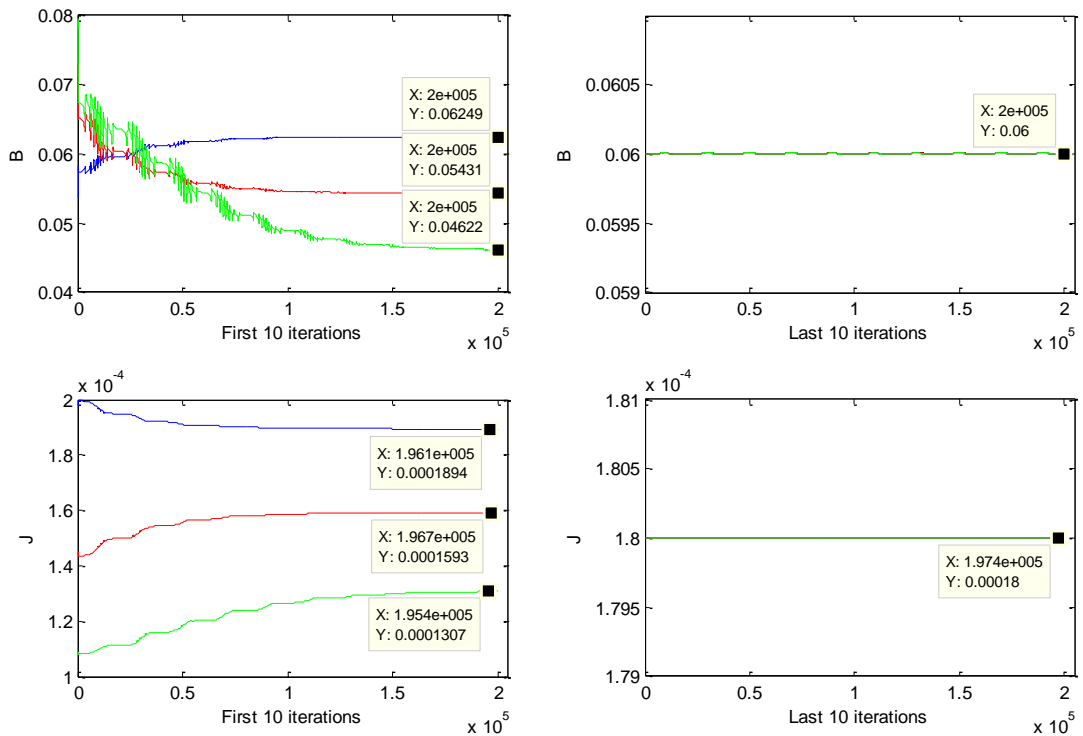 0.08
0.07
0.06
0.05
0.04
B
X: 2e+005
Y: 0.06249
X: 2e+005
Y: 0.05431
X: 2e+005
Y: 0.04622
0
0.5
1
1.5
2
x 10^5
First 10 iterations
0.0605
0.06
0.0595
0.059
B
X: 2e+005
Y: 0.06
0
0.5
1
1.5
2
x 10^5
Last 10 iterations
x 10^-4
2
1.8
1.6
1.4
1.2
1
J
X: 1.961e+005
Y: 0.0001894
X: 1.967e+005
Y: 0.0001593
X: 1.954e+005
Y: 0.0001307
0
0.5
1
1.5
2
x 10^5
First 10 iterations
x 10^-4
1.81
1.805
1.8
1.795
1.79
J
X: 1.974e+005
Y: 0.00018
0
0.5
1
1.5
2
x 10^5
Last 10 iterations